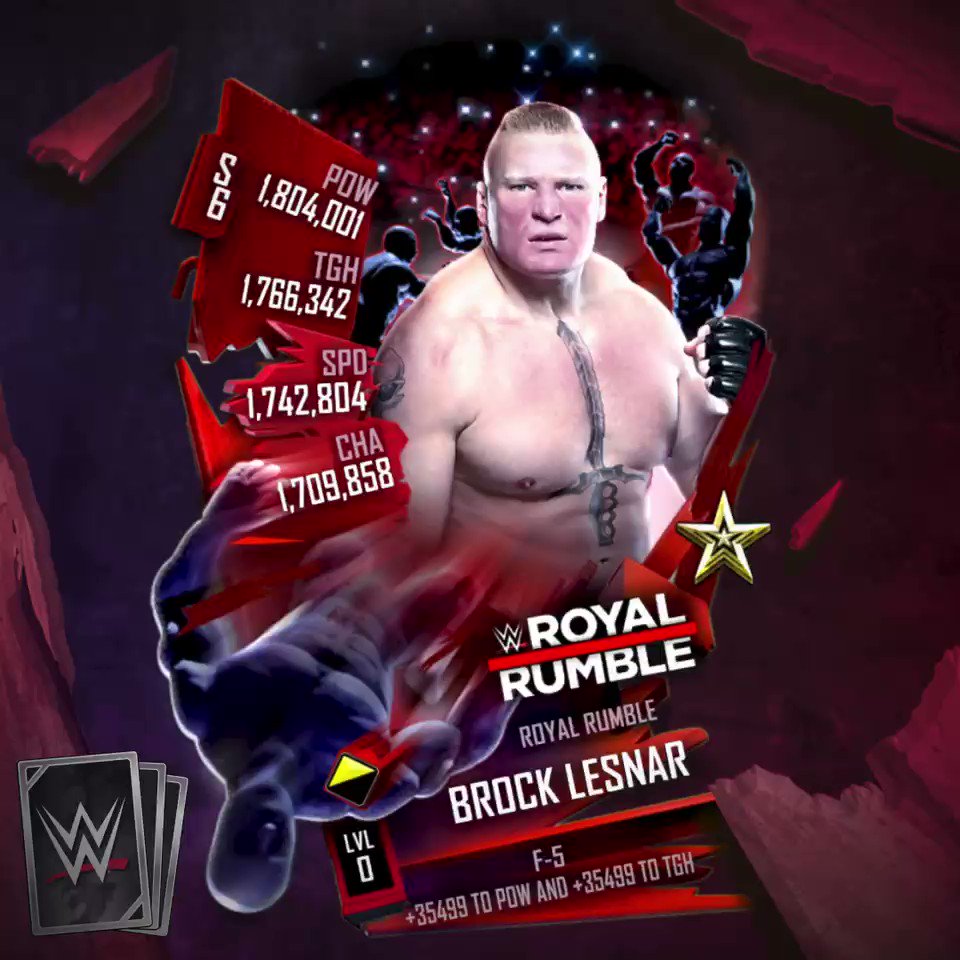 S
6
POW
1,804,001
TGH
1,766,342
SPD
1,742,804
CHA
1,709,858
W ROYAL
RUMBLE
ROYAL RUMBLE
BROCK LESNAR
LVL
0
F-5
+35499 TO POW AND +35499 TO TGH
W